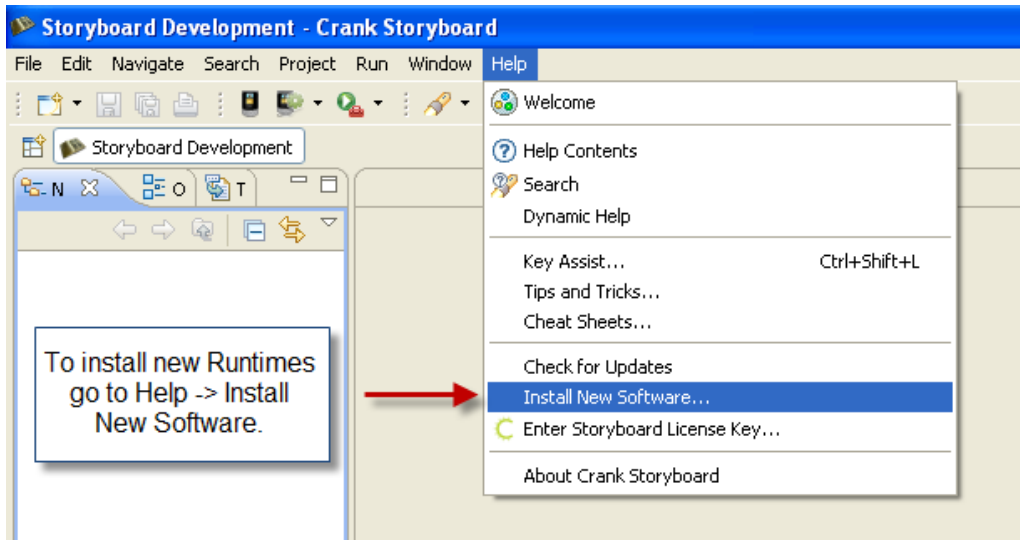 Storyboard Development - Crank Storyboard
File Edit Navigate Search Project Run Window Help
Welcome
Storyboard Development
Help Contents
N O T
Search
Dynamic Help
Key Assist... Ctrl+Shift+L
Tips and Tricks...
Cheat Sheets...
To install new Runtimes
go to Help -> Install
New Software.
Check for Updates
Install New Software...
Enter Storyboard License Key...
About Crank Storyboard